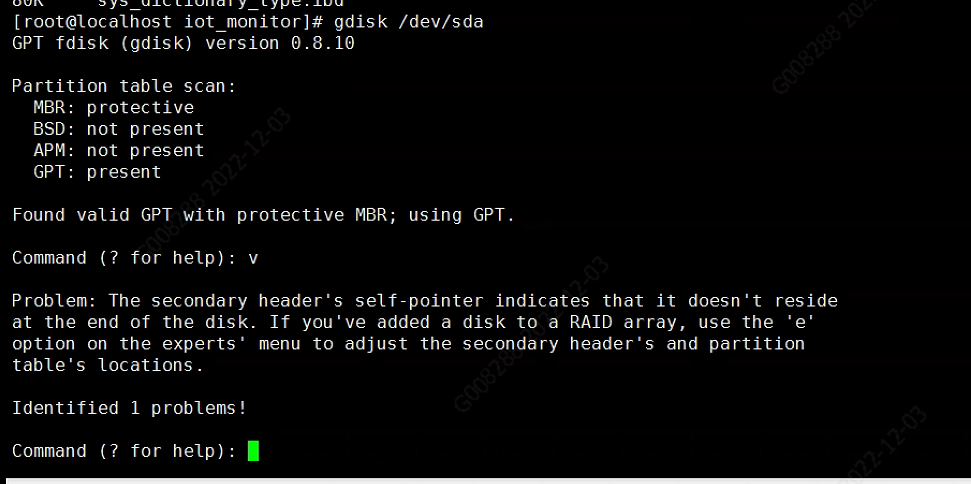 80K     sys_dictionary_type.ibd
[root@localhost iot_monitor]# gdisk /dev/sda
GPT fdisk (gdisk) version 0.8.10
Partition table scan:
  MBR: protective
  BSD: not present
  APM: not present
  GPT: present
Found valid GPT with protective MBR; using GPT.
Command (? for help): v
Problem: The secondary header's self-pointer indicates that it doesn't reside
at the end of the disk. If you've added a disk to a RAID array, use the 'e'
option on the experts' menu to adjust the secondary header's and partition
table's locations.
Identified 1 problems!
Command (? for help):
G008288 2022-12-03
G008288 2022-12-03